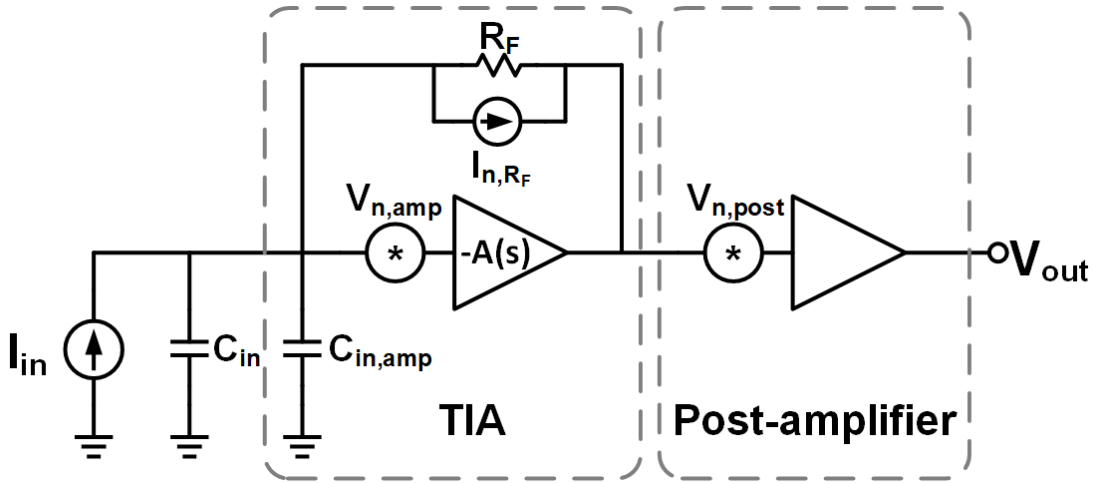 R_F
I_n,R_F
V_n,amp
V_n,post
*
-A(s)
*
V_out
I_in
C_in
C_in,amp
TIA
Post-amplifier